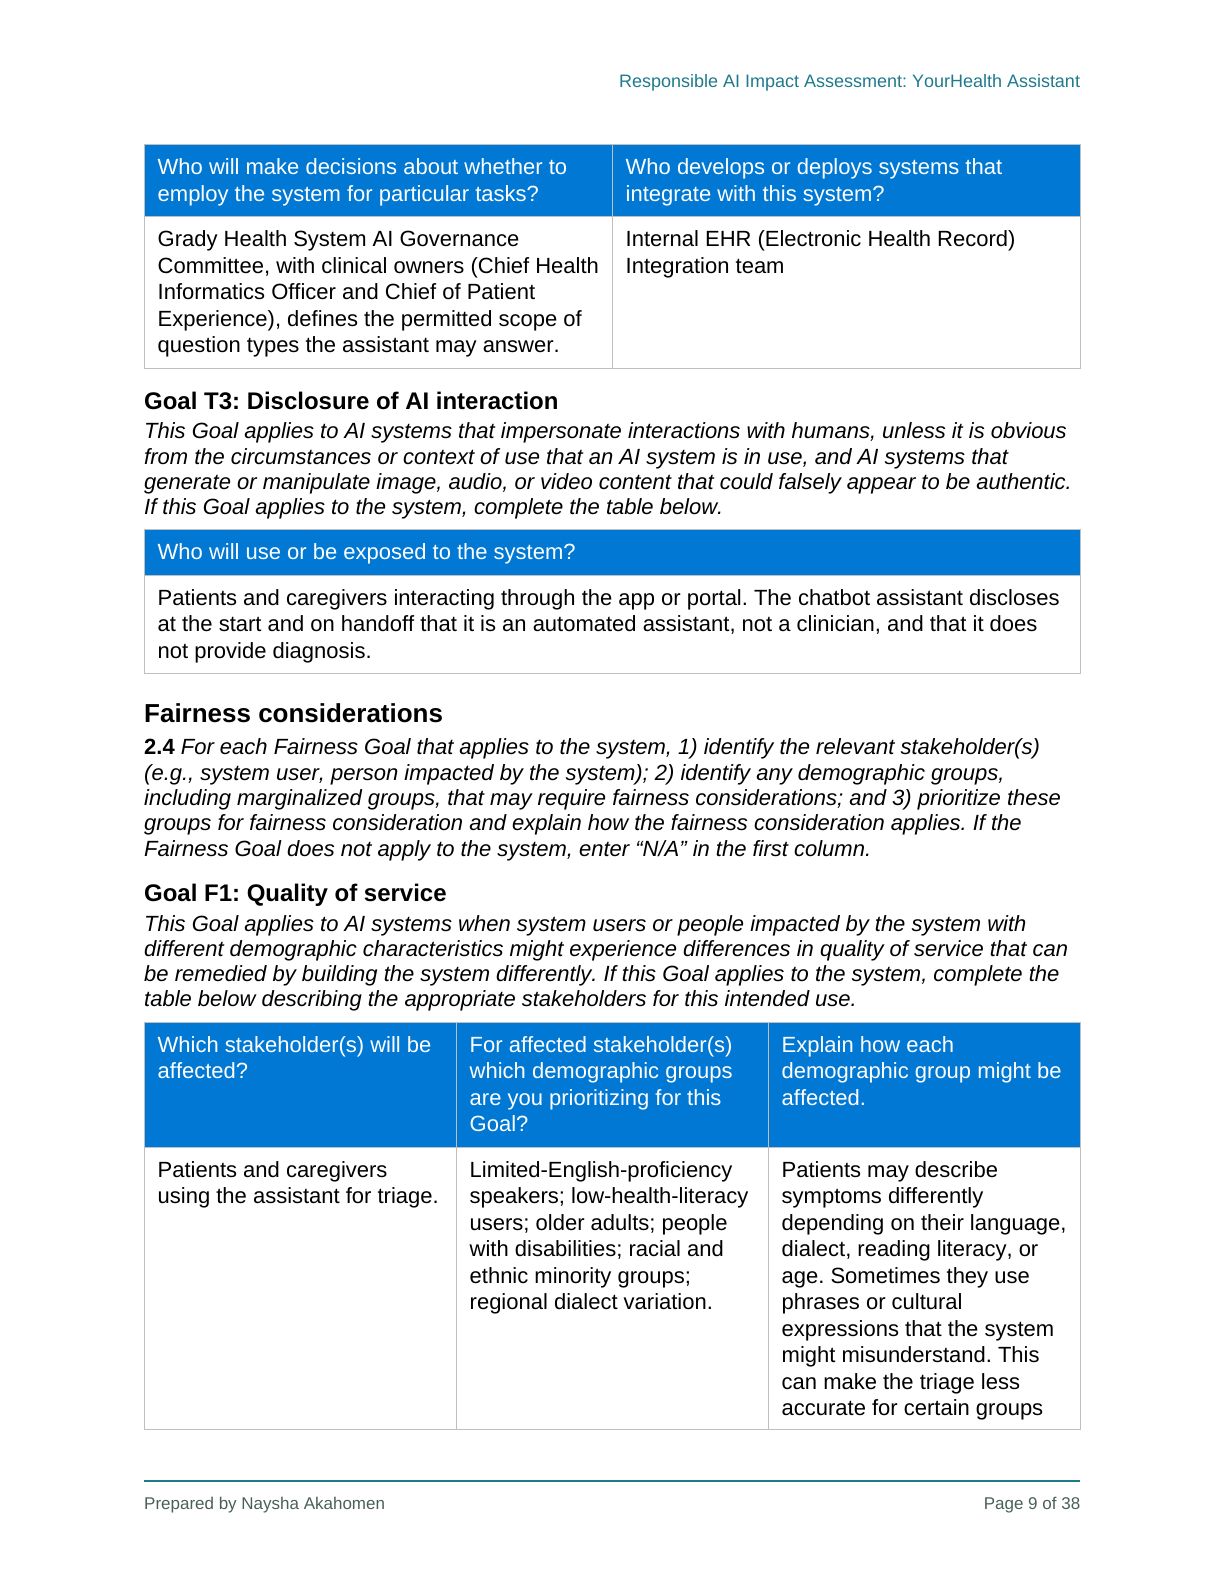 Responsible AI Impact Assessment: YourHealth Assistant
Who will make decisions about whether to
employ the system for particular tasks?
Who develops or deploys systems that
integrate with this system?
Grady Health System AI Governance
Committee, with clinical owners (Chief Health
Informatics Officer and Chief of Patient
Experience), defines the permitted scope of
question types the assistant may answer.
Internal EHR (Electronic Health Record)
Integration team
Goal T3: Disclosure of AI interaction
This Goal applies to AI systems that impersonate interactions with humans, unless it is obvious
from the circumstances or context of use that an AI system is in use, and AI systems that
generate or manipulate image, audio, or video content that could falsely appear to be authentic.
If this Goal applies to the system, complete the table below.
Who will use or be exposed to the system?
Patients and caregivers interacting through the app or portal. The chatbot assistant discloses
at the start and on handoff that it is an automated assistant, not a clinician, and that it does
not provide diagnosis.
Fairness considerations
2.4 For each Fairness Goal that applies to the system, 1) identify the relevant stakeholder(s)
(e.g., system user, person impacted by the system); 2) identify any demographic groups,
including marginalized groups, that may require fairness considerations; and 3) prioritize these
groups for fairness consideration and explain how the fairness consideration applies. If the
Fairness Goal does not apply to the system, enter “N/A” in the first column.
Goal F1: Quality of service
This Goal applies to AI systems when system users or people impacted by the system with
different demographic characteristics might experience differences in quality of service that can
be remedied by building the system differently. If this Goal applies to the system, complete the
table below describing the appropriate stakeholders for this intended use.
Which stakeholder(s) will be
affected?
For affected stakeholder(s)
which demographic groups
are you prioritizing for this
Goal?
Explain how each
demographic group might be
affected.
Patients and caregivers
using the assistant for triage.
Limited-English-proficiency
speakers; low-health-literacy
users; older adults; people
with disabilities; racial and
ethnic minority groups;
regional dialect variation.
Patients may describe
symptoms differently
depending on their language,
dialect, reading literacy, or
age. Sometimes they use
phrases or cultural
expressions that the system
might misunderstand. This
can make the triage less
accurate for certain groups
Prepared by Naysha Akahomen
Page 9 of 38